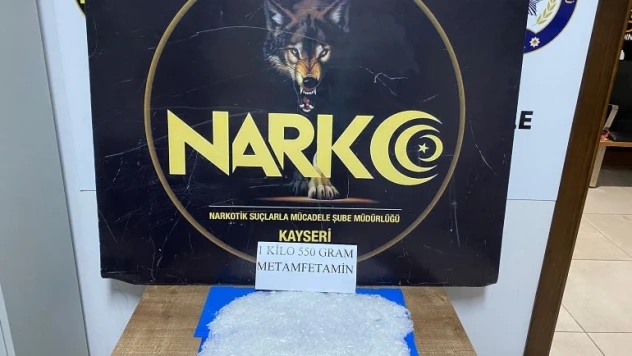 NARKO
NARKOTİK SUÇLARLA MÜCADELE ŞUBE MÜDÜRLÜĞÜ
KAYSERİ
1 KİLO 550 GRAM
METAMFETAMİN